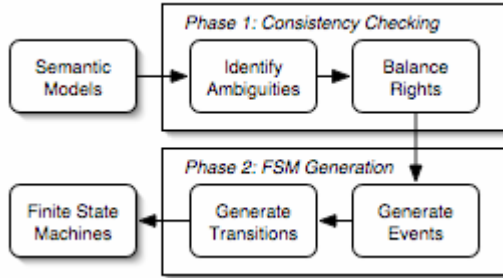 Phase 1: Consistency Checking
Semantic
Models
Identify
Ambiguities
Balance
Rights
Phase 2: FSM Generation
Finite State
Machines
Generate
Transitions
Generate
Events